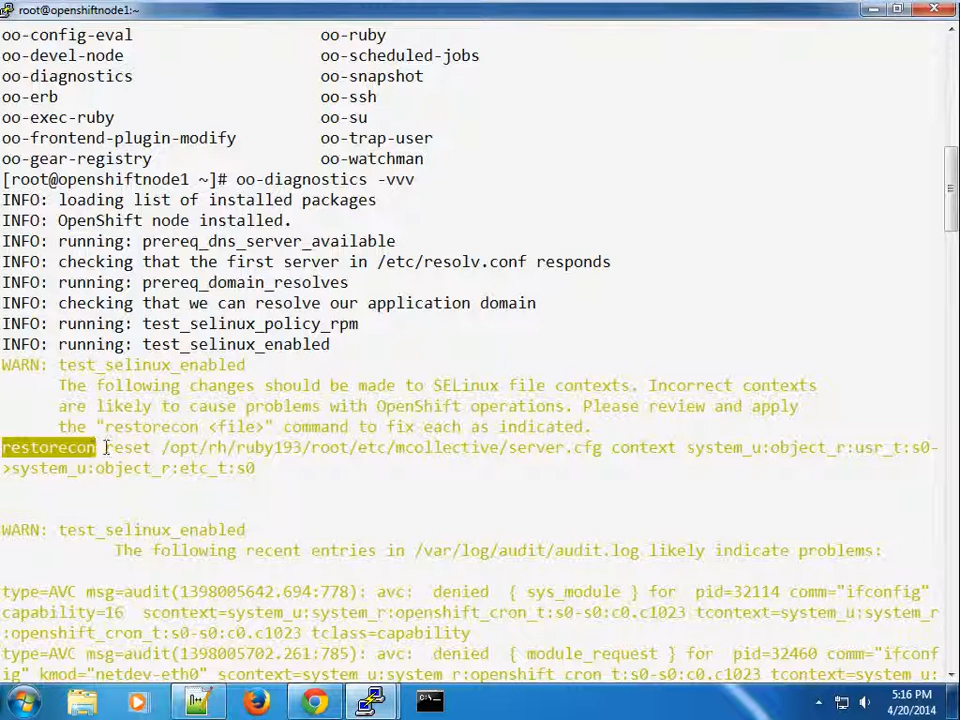 root@openshiftnode1:~
oo-config-eval oo-ruby
oo-devel-node oo-scheduled-jobs
oo-diagnostics oo-snapshot
oo-erb oo-ssh
oo-exec-ruby oo-su
oo-frontend-plugin-modify oo-trap-user
oo-gear-registry oo-watchman
[root@openshiftnode1 ~]# oo-diagnostics -vvv
INFO: loading list of installed packages
INFO: OpenShift node installed.
INFO: running: prereq_dns_server_available
INFO: checking that the first server in /etc/resolv.conf responds
INFO: running: prereq_domain_resolves
INFO: checking that we can resolve our application domain
INFO: running: test_selinux_policy_rpm
INFO: running: test_selinux_enabled
WARN: test_selinux_enabled
The following changes should be made to SELinux file contexts. Incorrect contexts
are likely to cause problems with OpenShift operations. Please review and apply
the "restorecon <file>" command to fix each as indicated.
restorecon reset /opt/rh/ruby193/root/etc/mcollective/server.cfg context system_u:object_r:usr_t:s0-
>system_u:object_r:etc_t:s0
WARN: test_selinux_enabled
The following recent entries in /var/log/audit/audit.log likely indicate problems:
type=AVC msg=audit(1398005642.694:778): avc:  denied  { sys_module } for  pid=32114 comm="ifconfig"
capability=16  scontext=system_u:system_r:openshift_cron_t:s0-s0:c0.c1023 tcontext=system_u:system_r
:openshift_cron_t:s0-s0:c0.c1023 tclass=capability
type=AVC msg=audit(1398005702.261:785): avc:  denied  { module_request } for  pid=32460 comm="ifconf
ig" kmod="netdev-eth0" scontext=system_u:system_r:openshift_cron_t:s0-s0:c0.c1023 tcontext=system_u:
5:16 PM
4/20/2014